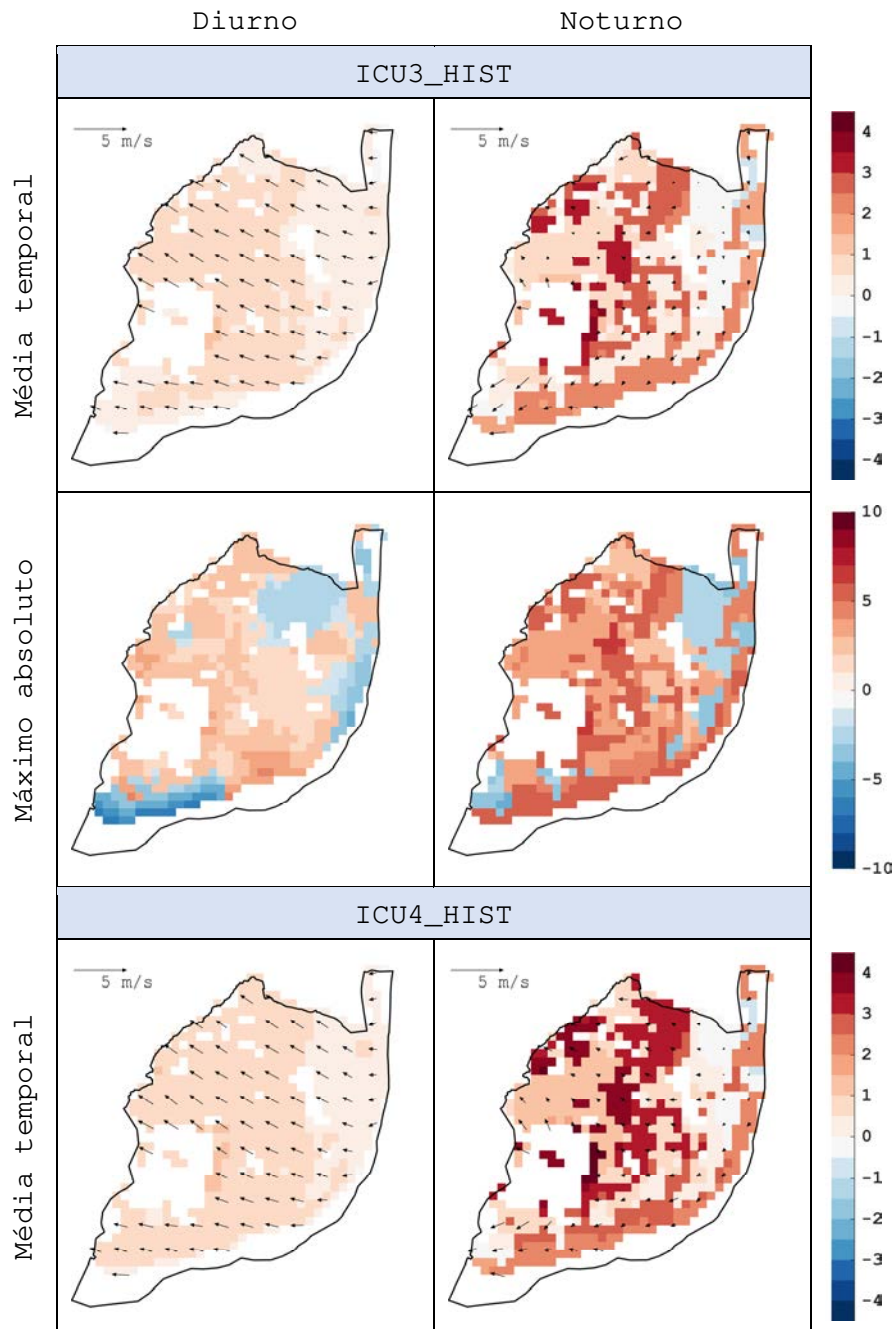 Diurno Noturno
ICU3_HIST
Média temporal
5 m/s
5 m/s
4
3
2
1
0
-1
-2
-3
-4
Máximo absoluto
10
5
0
-5
-10
ICU4_HIST
Média temporal
5 m/s
5 m/s
4
3
2
1
0
-1
-2
-3
-4